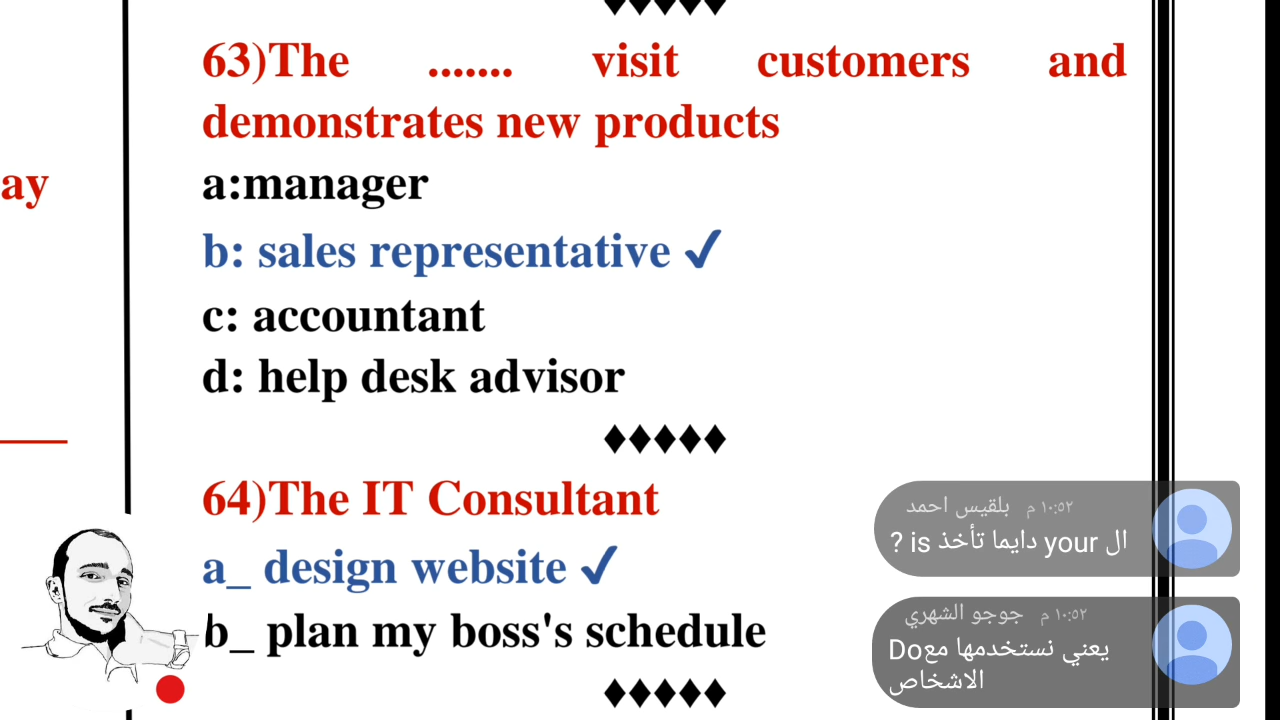 ay
63)The ....... visit customers and
demonstrates new products
a:manager
b: sales representative ✓
c: accountant
d: help desk advisor
♦♦♦♦♦
64)The IT Consultant
a_ design website ✓
b_ plan my boss's schedule
♦♦♦♦♦
بلقيس احمد ١٠:٥٢ م
ال your دايما تأخذ is ?
جوجو الشهري ١٠:٥٢ م
يعني نستخدمها معDo
الاشخاص